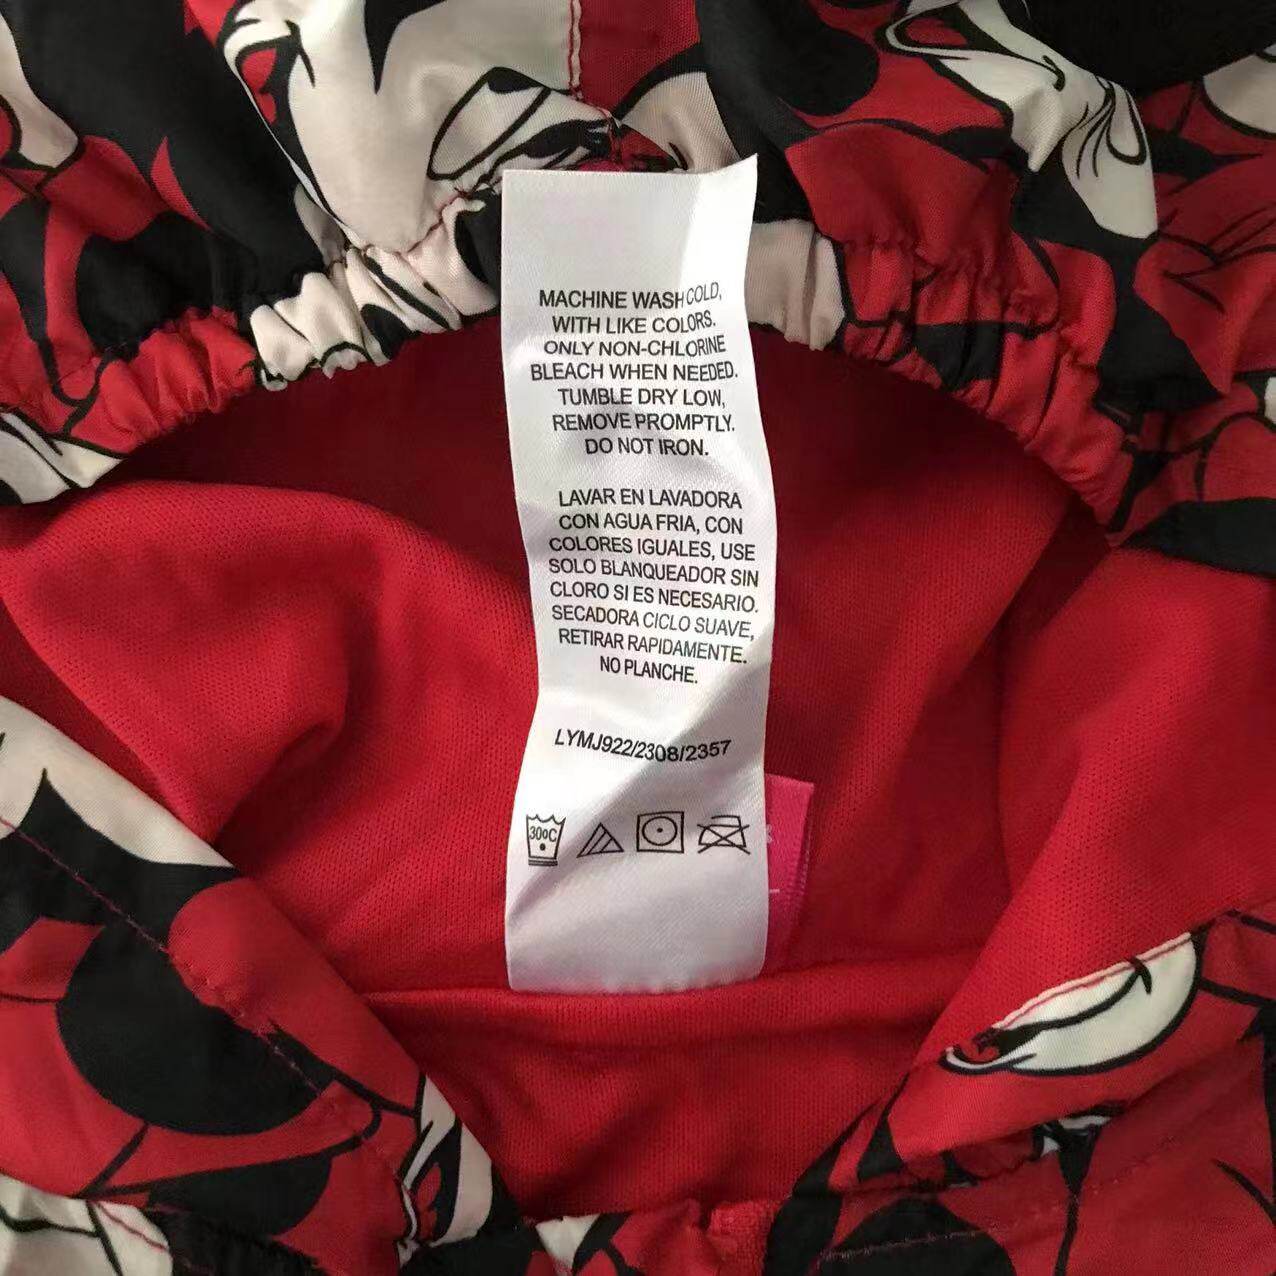 MACHINE WASH COLD,
WITH LIKE COLORS.
ONLY NON-CHLORINE
BLEACH WHEN NEEDED.
TUMBLE DRY LOW,
REMOVE PROMPTLY.
DO NOT IRON.
LAVAR EN LAVADORA
CON AGUA FRIA, CON
COLORES IGUALES, USE
SOLO BLANQUEADOR SIN
CLORO SI ES NECESARIO.
SECADORA CICLO SUAVE,
RETIRAR RAPIDAMENTE.
NO PLANCHE.
LYMJ922/2308/2357
30ºC